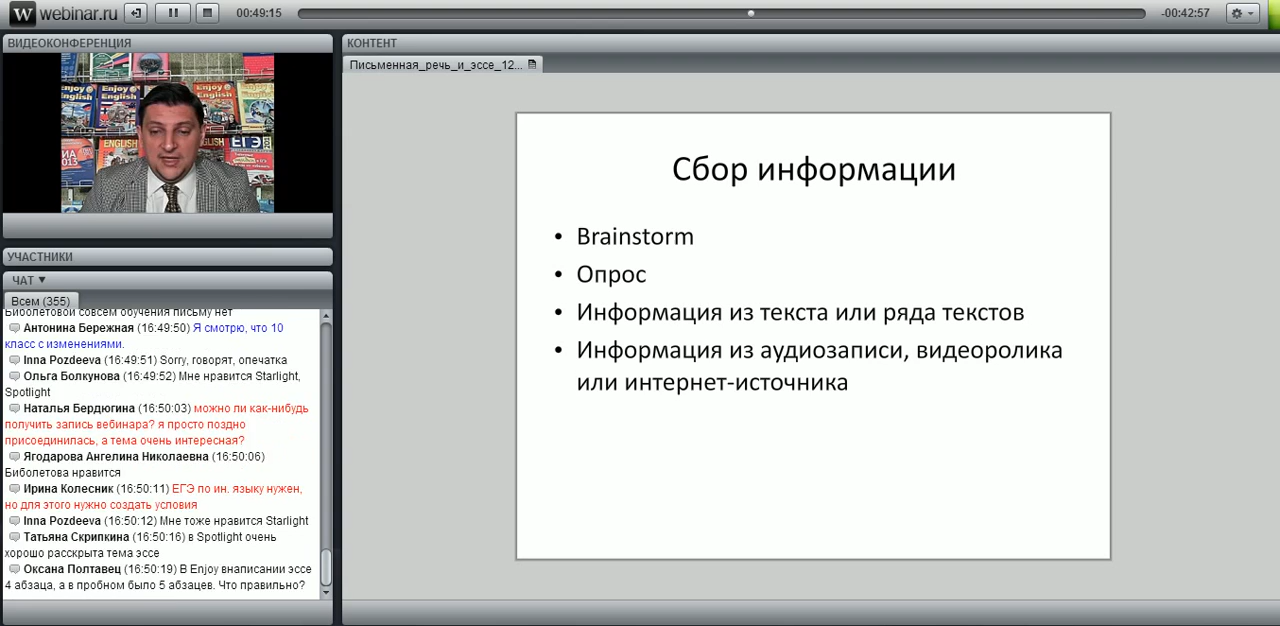 W webinar.ru
00:49:15
-00:42:57
ВИДЕОКОНФЕРЕНЦИЯ
Enjoy English
Enjoy English
ЕГЭ
2013
ENGLISH
УЧАСТНИКИ
ЧАТ ▼
Всем (355)
Биболетовой совсем обучения письму нет
Антонина Бережная (16:49:50) Я смотрю, что 10
класс с изменениями.
Inna Pozdeeva (16:49:51) Sorry, говорят, опечатка
Ольга Болкунова (16:49:52) Мне нравится Starlight,
Spotlight
Наталья Бердюгина (16:50:03) можно ли как-нибудь
получить запись вебинара? я просто поздно
присоединилась, а тема очень интересная?
Ягодарова Ангелина Николаевна (16:50:06)
Биболетова нравится
Ирина Колесник (16:50:11) ЕГЭ по ин. языку нужен,
но для этого нужно создать условия
Inna Pozdeeva (16:50:12) Мне тоже нравится Starlight
Татьяна Скрипкина (16:50:16) в Spotlight очень
хорошо расскрыта тема эссе
Оксана Полтавец (16:50:19) В Enjoy внаписании эссе
4 абзаца, а в пробном было 5 абзацев. Что правильно?
КОНТЕНТ
Письменная_речь_и_эссе_12...
Сбор информации
• Brainstorm
• Опрос
• Информация из текста или ряда текстов
• Информация из аудиозаписи, видеоролика
или интернет-источника